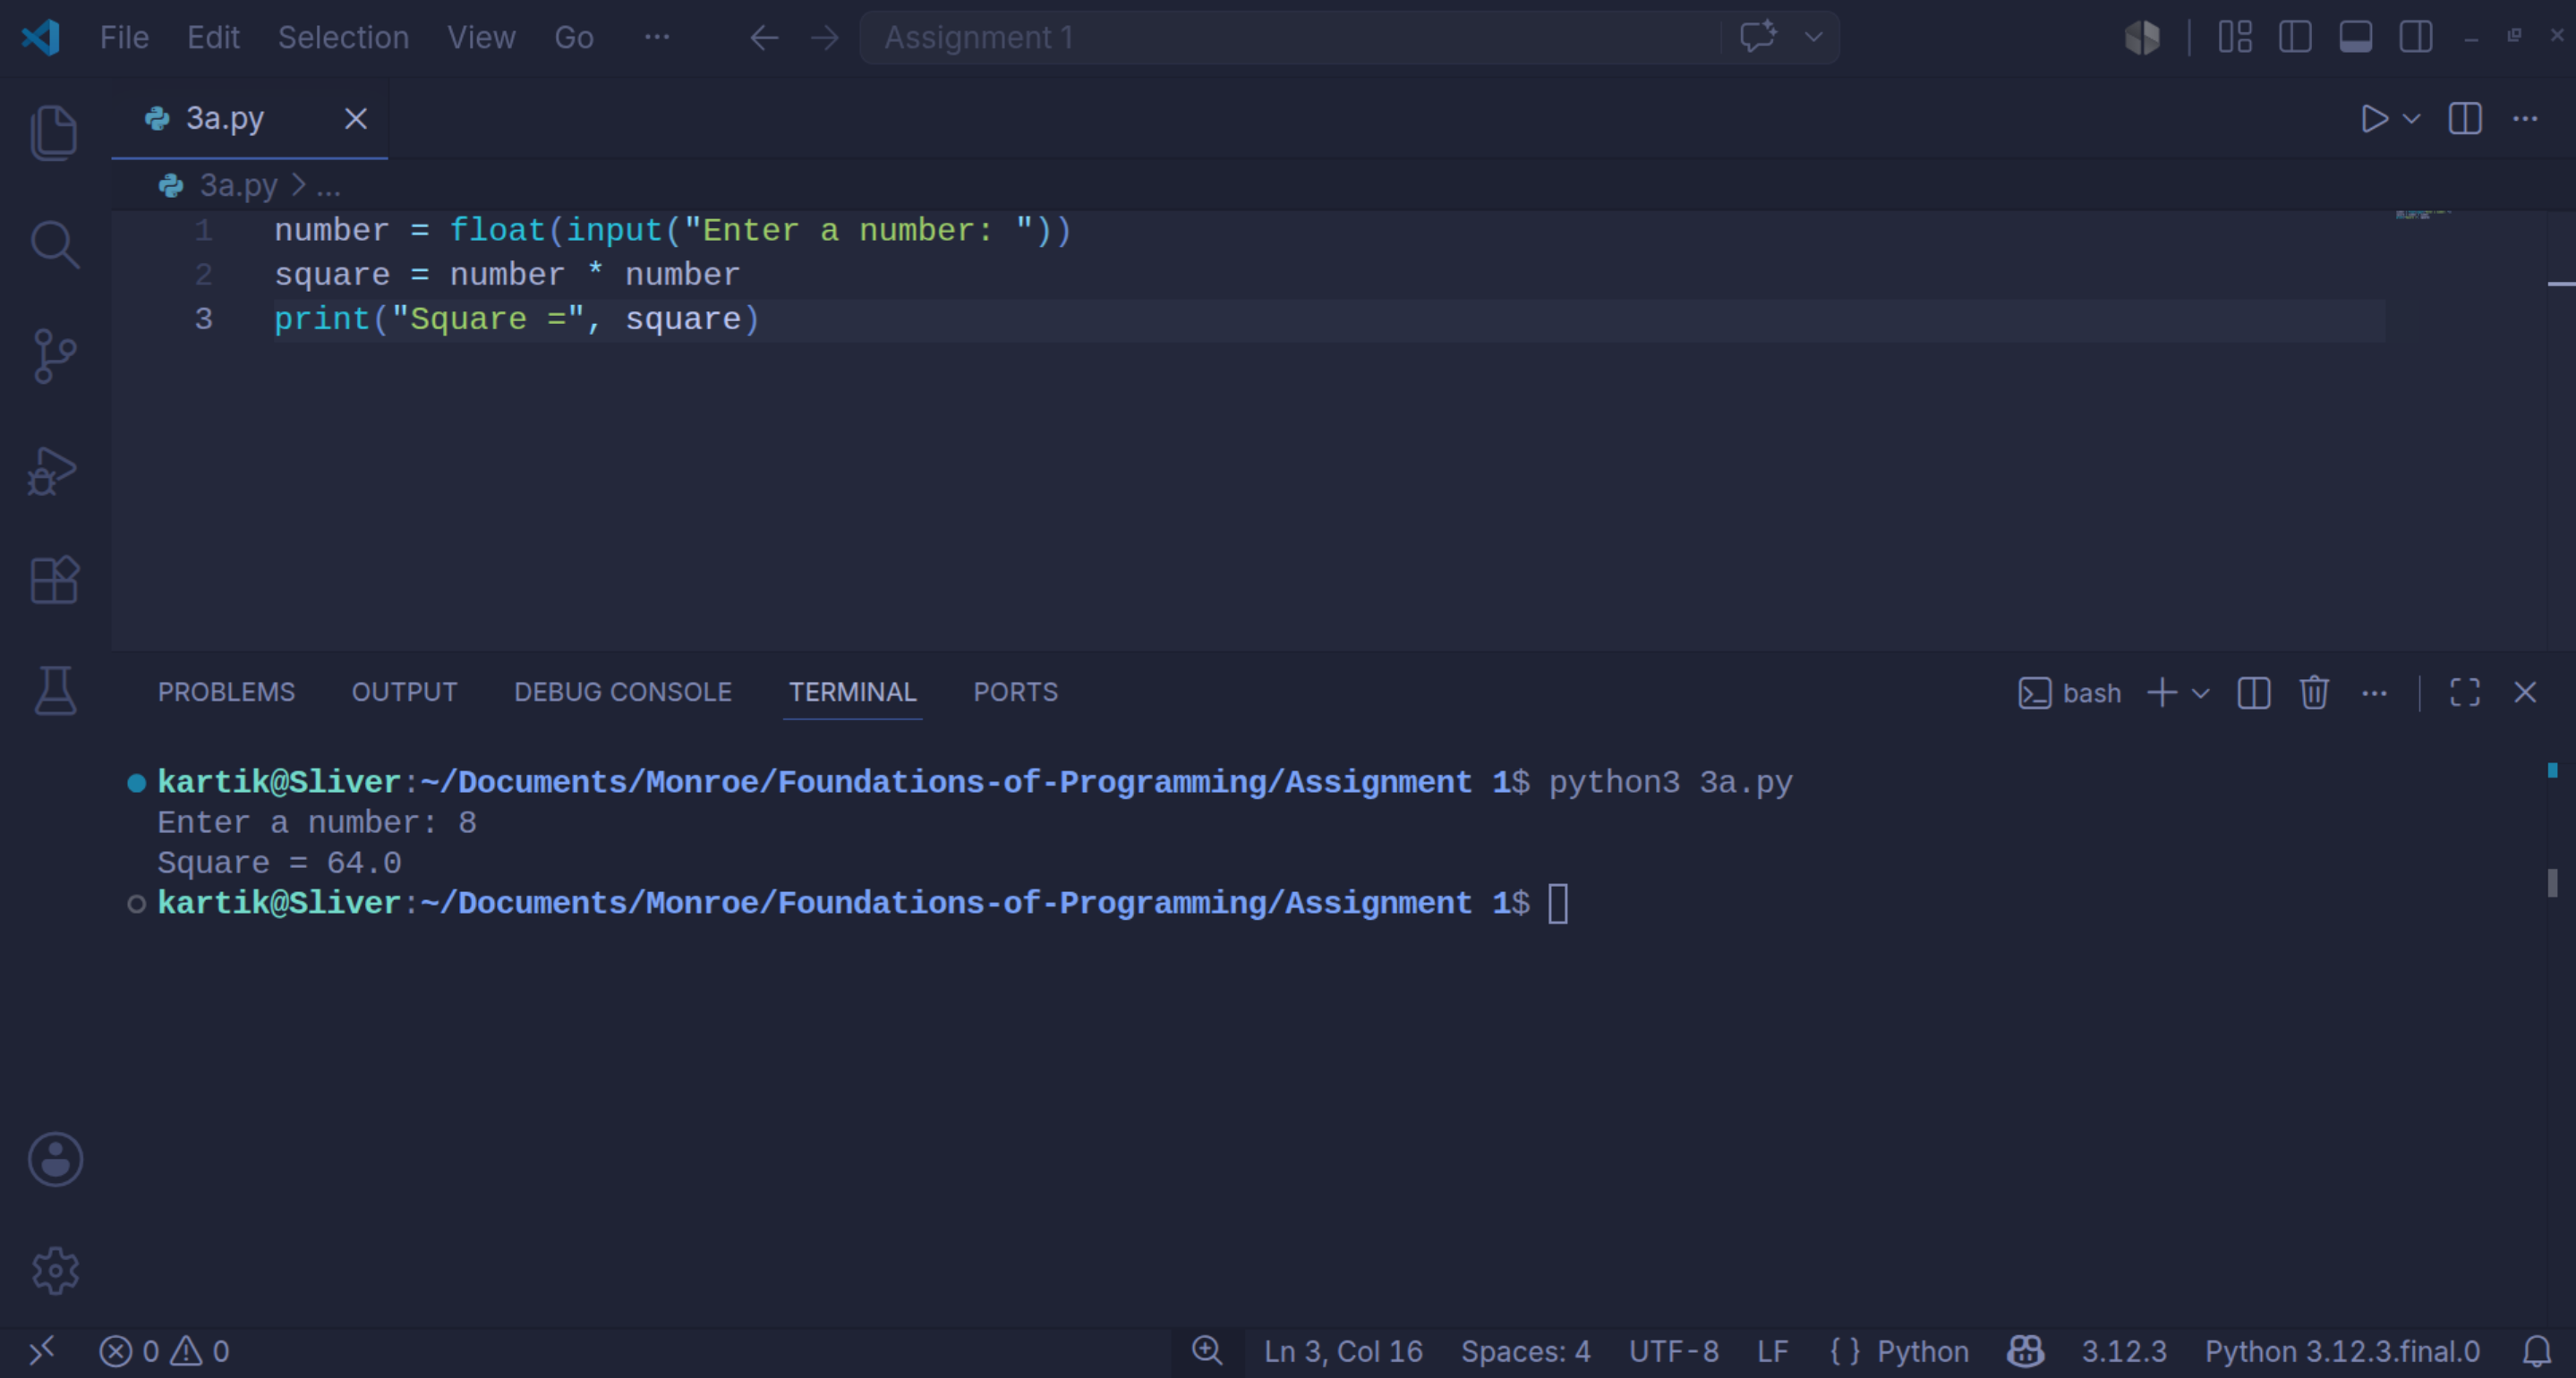 File Edit Selection View Go ··· Assignment 1
3a.py
3a.py > ...
1 number = float(input("Enter a number: "))
2 square = number * number
3 print("Square =", square)
PROBLEMS OUTPUT DEBUG CONSOLE TERMINAL PORTS bash
kartik@Sliver:~/Documents/Monroe/Foundations-of-Programming/Assignment 1$ python3 3a.py
Enter a number: 8
Square = 64.0
kartik@Sliver:~/Documents/Monroe/Foundations-of-Programming/Assignment 1$
0 0 Ln 3, Col 16 Spaces: 4 UTF-8 LF {} Python 3.12.3 Python 3.12.3.final.0